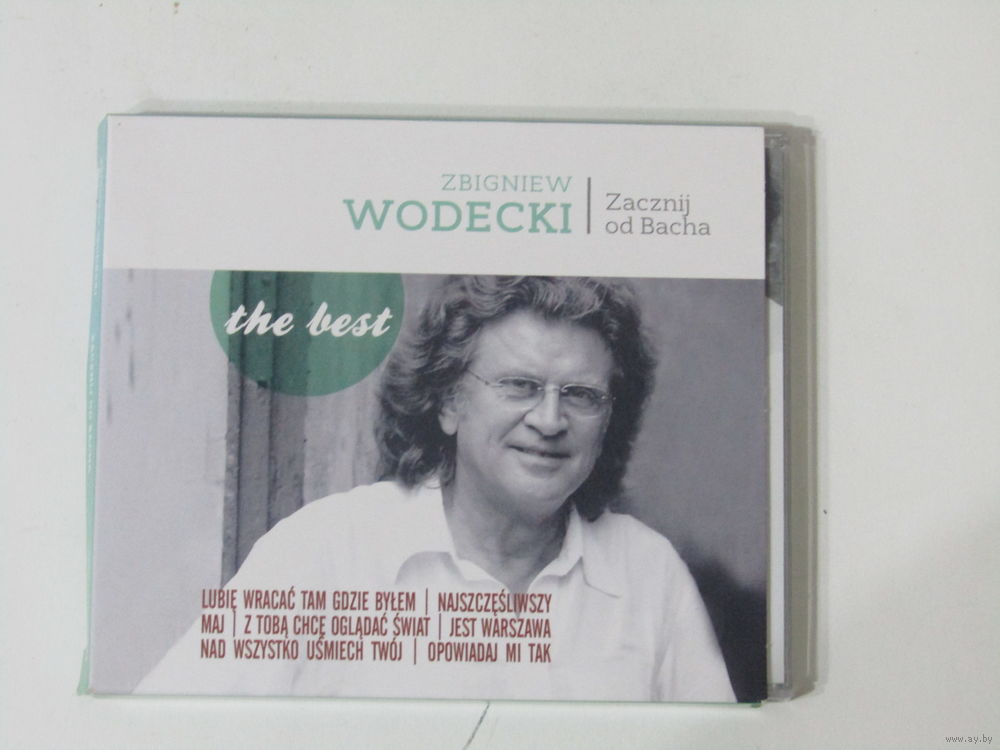 ZBIGNIEW
WODECKI
Zacznij
od Bacha
the best
LUBIĘ WRACAĆ TAM GDZIE BYŁEM | NAJSZCZĘŚLIWSZY
MAJ | Z TOBĄ CHCĘ OGLĄDAĆ ŚWIAT | JEST WARSZAWA
NAD WSZYSTKO UŚMIECH TWÓJ | OPOWIADAJ MI TAK
www.ay.by